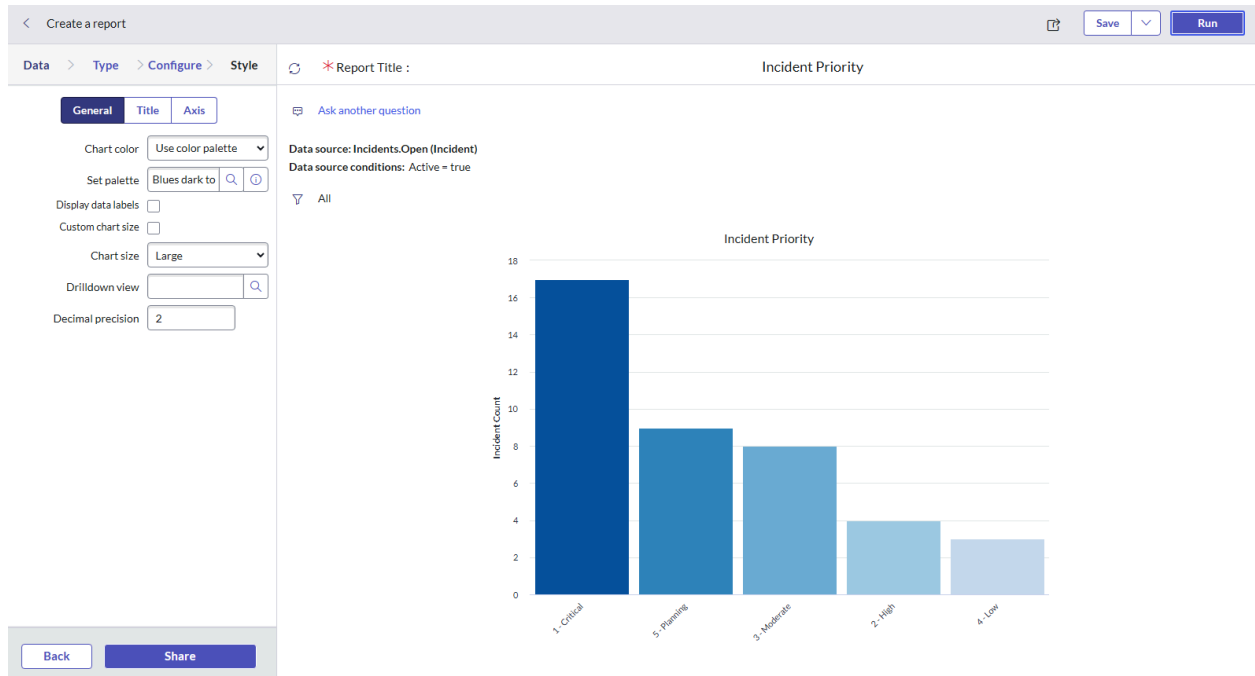 Create a report
Save
Run
Data Type Configure Style
General Title Axis
Chart color Use color palette
Set palette Blues dark to
Display data labels
Custom chart size
Chart size Large
Drilldown view
Decimal precision 2
Back
Share
*Report Title :
Incident Priority
Ask another question
Data source: Incidents.Open (Incident)
Data source conditions: Active = true
All
Incident Priority
Incident Count
18
16
14
12
10
8
6
4
2
0
1 - Critical
5 - Planning
3 - Moderate
2 - High
4 - Low